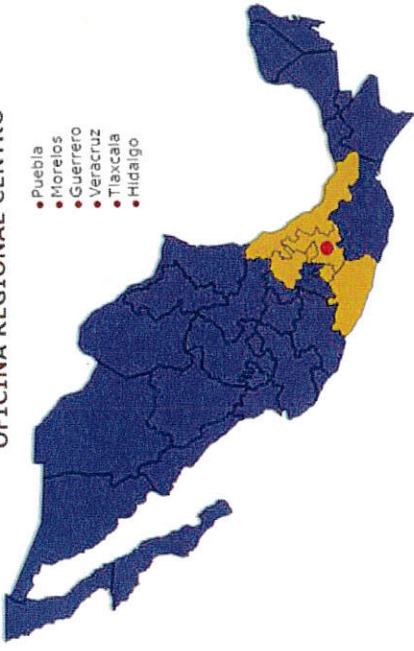 OFICINA REGIONAL CENTRO
• Puebla
• Morelos
• Guerrero
• Veracruz
• Tlaxcala
• Hidalgo